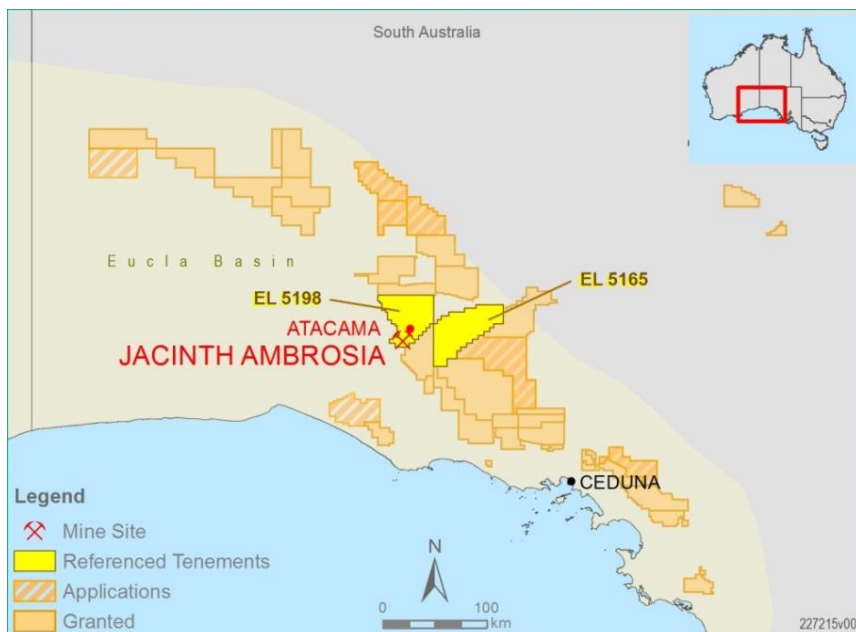 South Australia
Eucla Basin
EL 5198
EL 5165
ATACAMA
JACINTH AMBROSIA
CEDUNA
Legend
Mine Site
Referenced Tenements
Applications
Granted
N
0 100
km
227215v00